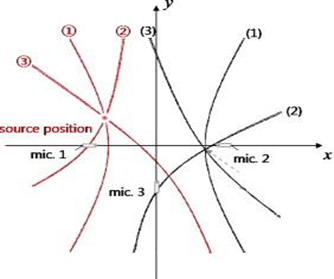 y
① ② (3) (1)
③
(2)
source position
x
mic. 1 mic. 2
mic. 3